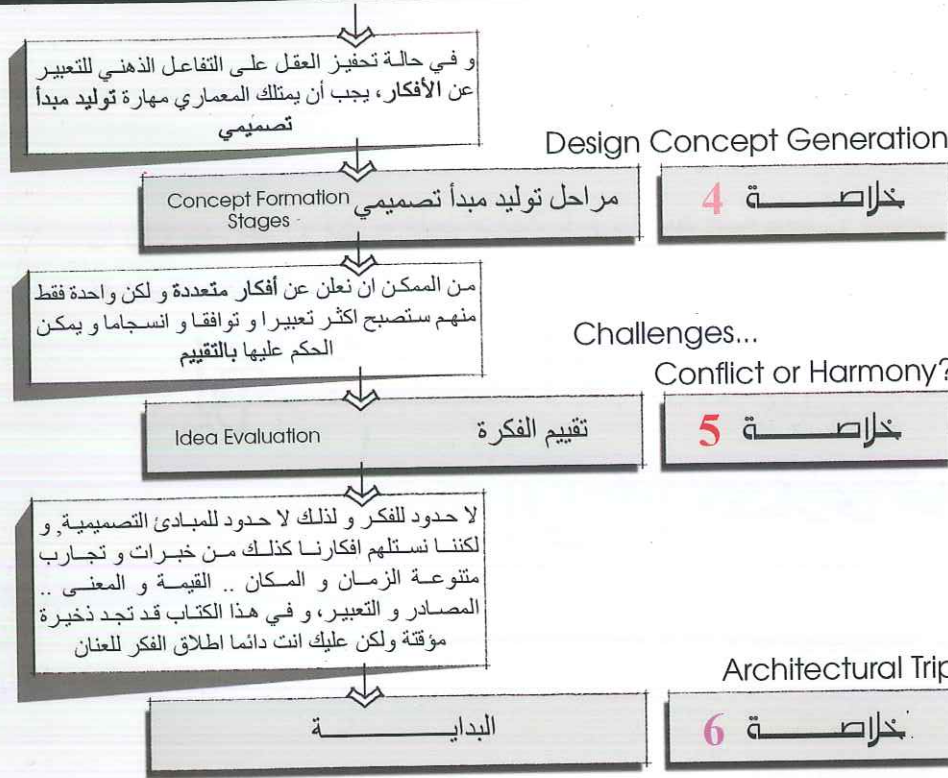 و في حالة تحفيز العقل على التفاعل الذهني للتعبير
عن الأفكار، يجب أن يمتلك المعماري مهارة توليد مبدأ
تصميمي
Design Concept Generation
خلاصــــــة 4
مراحل توليد مبدأ تصميمي Concept Formation
Stages
من الممكن ان نعلن عن أفكار متعددة و لكن واحدة فقط
منهم ستصبح اكثر تعبيرا و توافقا و انسجاما و يمكن
الحكم عليها بالتقييم
Challenges...
Conflict or Harmony?
خلاصــــــة 5
تقييم الفكرة Idea Evaluation
لا حدود للفكر و لذلك لا حدود للمبادئ التصميمية, و
لكننا نستلهم افكارنا كذلك من خبرات و تجارب
متنوعة الزمان و المكان .. القيمة و المعنى ..
المصادر و التعبير، و في هذا الكتاب قد تجد ذخيرة
مؤقتة ولكن عليك انت دائما اطلاق الفكر للعنان
Architectural Trip
خلاصــــــة 6
البدايــــــــــة